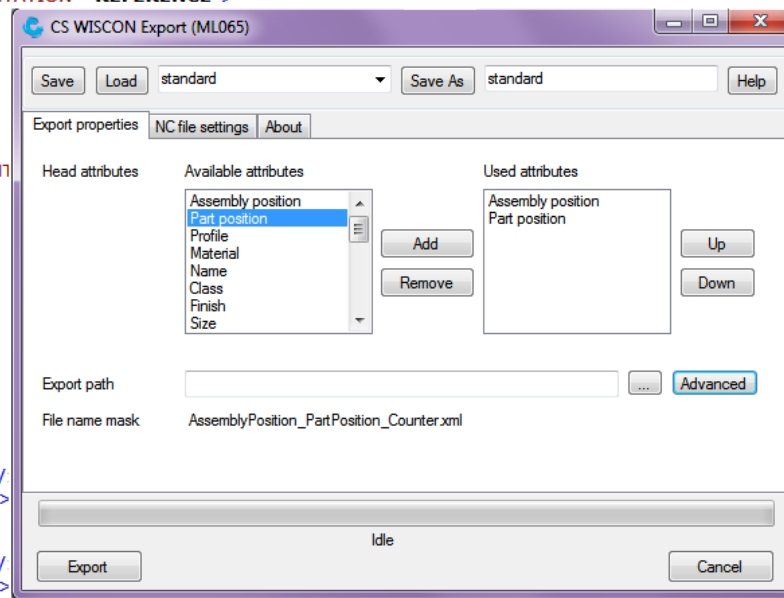 REFERENCE
CS WISCON Export (ML065)
Save Load standard Save As standard Help
Export properties NC file settings About
Head attributes Available attributes Used attributes
Assembly position Assembly position
Part position Part position
Profile
Material
Name
Class
Finish
Size
Add
Remove
Up
Down
Export path ... Advanced
File name mask AssemblyPosition_PartPosition_Counter.xml
Idle
Export Cancel